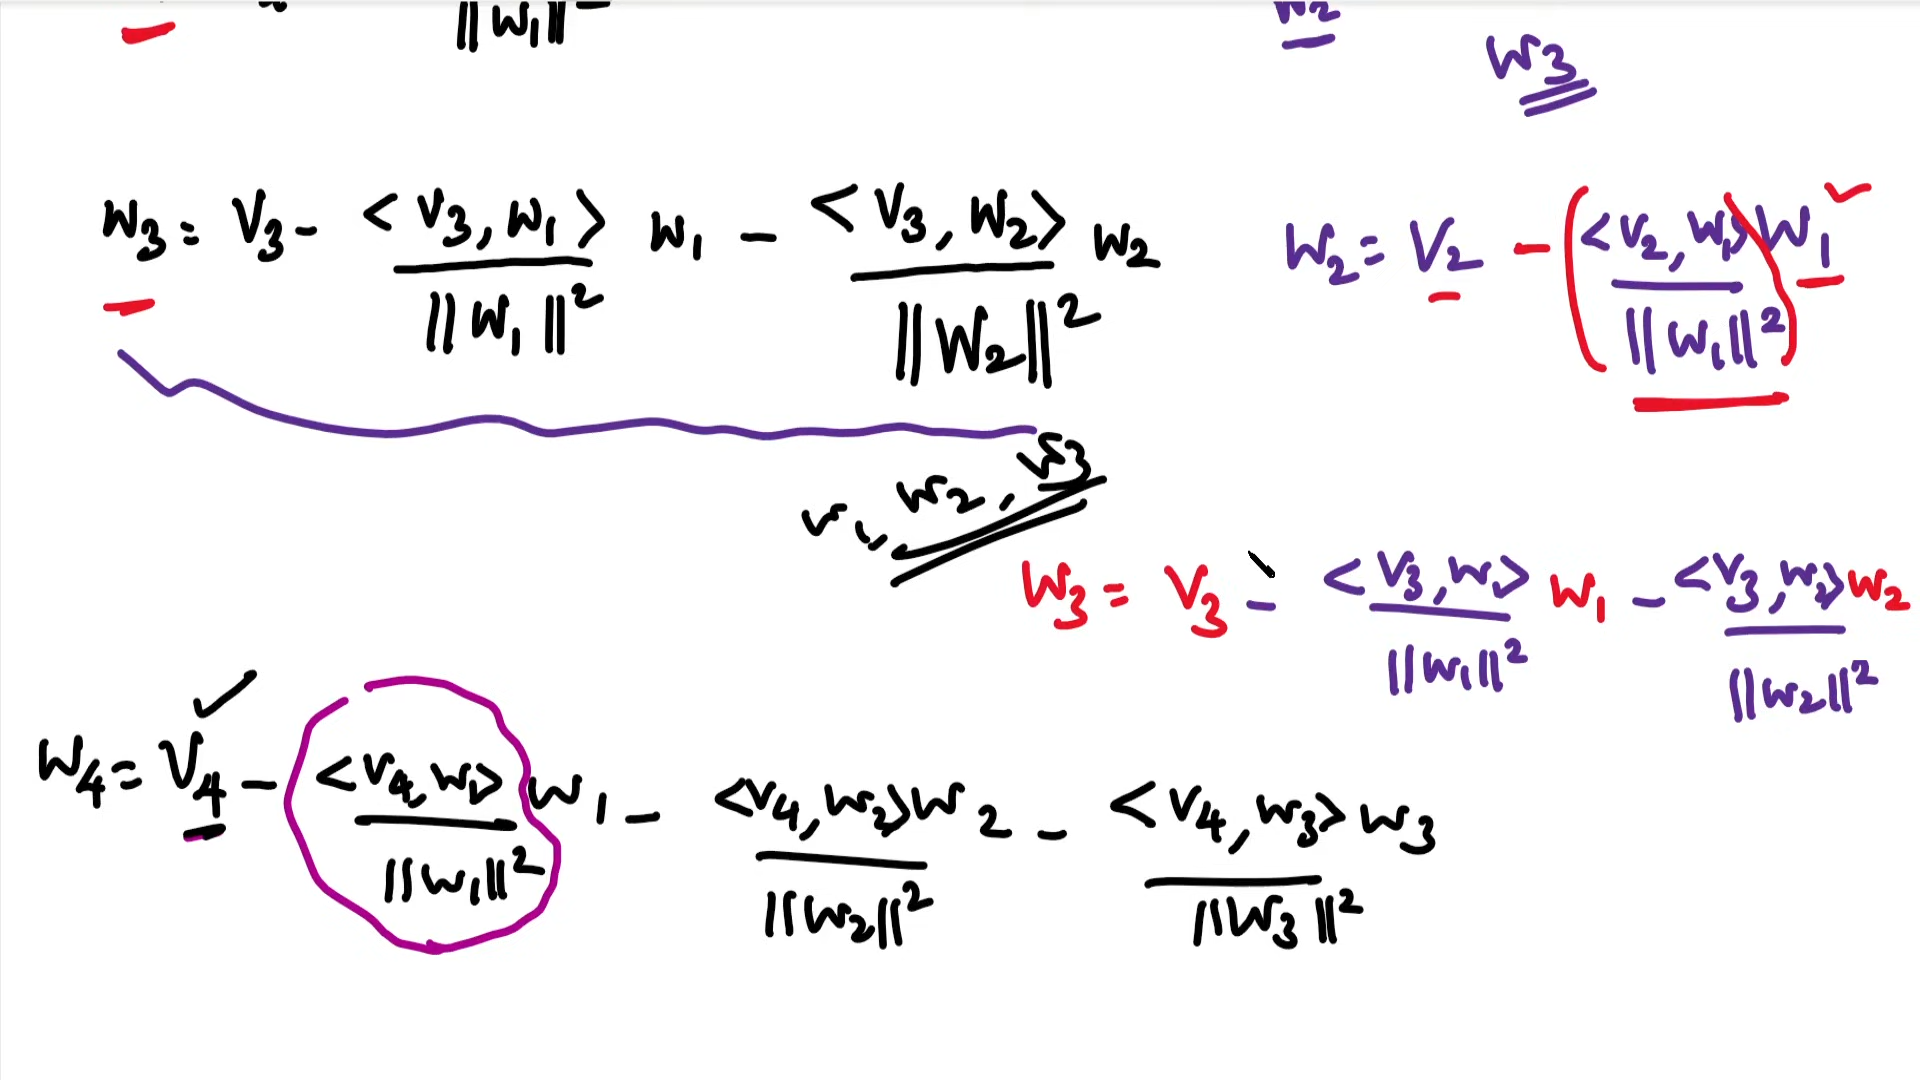 ||W₁||²
W₂
W₃
W₃ = V₃ - <V₃, W₁> / ||W₁||² W₁ - <V₃, W₂> / ||W₂||² W₂
W₂ = V₂ - (<V₂, W₁> / ||W₁||²) W₁
W₁, W₂, W₃
W₃ = V₃ - <V₃, W₁> / ||W₁||² W₁ - <V₃, W₂> / ||W₂||² W₂
W₄ = V₄ - <V₄, W₁> / ||W₁||² W₁ - <V₄, W₂> / ||W₂||² W₂ - <V₄, W₃> / ||W₃||² W₃